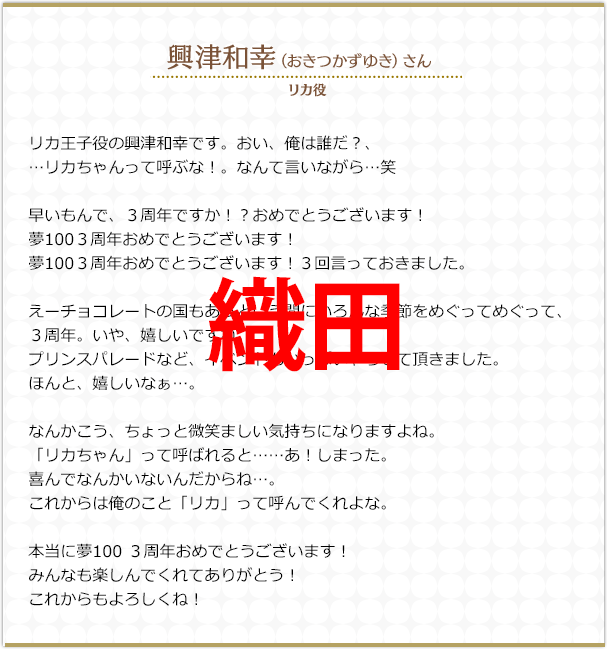 興津和幸（おきつかずゆき）さん
リカ役
リカ王子役の興津和幸です。おい、俺は誰だ？、
…リカちゃんって呼ぶな！。なんて言いながら…笑
早いもんで、３周年ですか！？おめでとうございます！
夢100３周年おめでとうございます！
夢100３周年おめでとうございます！３回言っておきました。
えーチョコレートの国もあ
な季節をめぐってめぐって、
織田
３周年。いや、嬉しいです
プリンスパレードなど、イベン
て頂きました。
ほんと、嬉しいなぁ…。
なんかこう、ちょっと微笑ましい気持ちになりますよね。
「リカちゃん」って呼ばれると……あ！しまった。
喜んでなんかいないんだからね…。
これからは俺のこと「リカ」って呼んでくれよな。
本当に夢100 ３周年おめでとうございます！
みんなも楽しんでくれてありがとう！
これからもよろしくね！